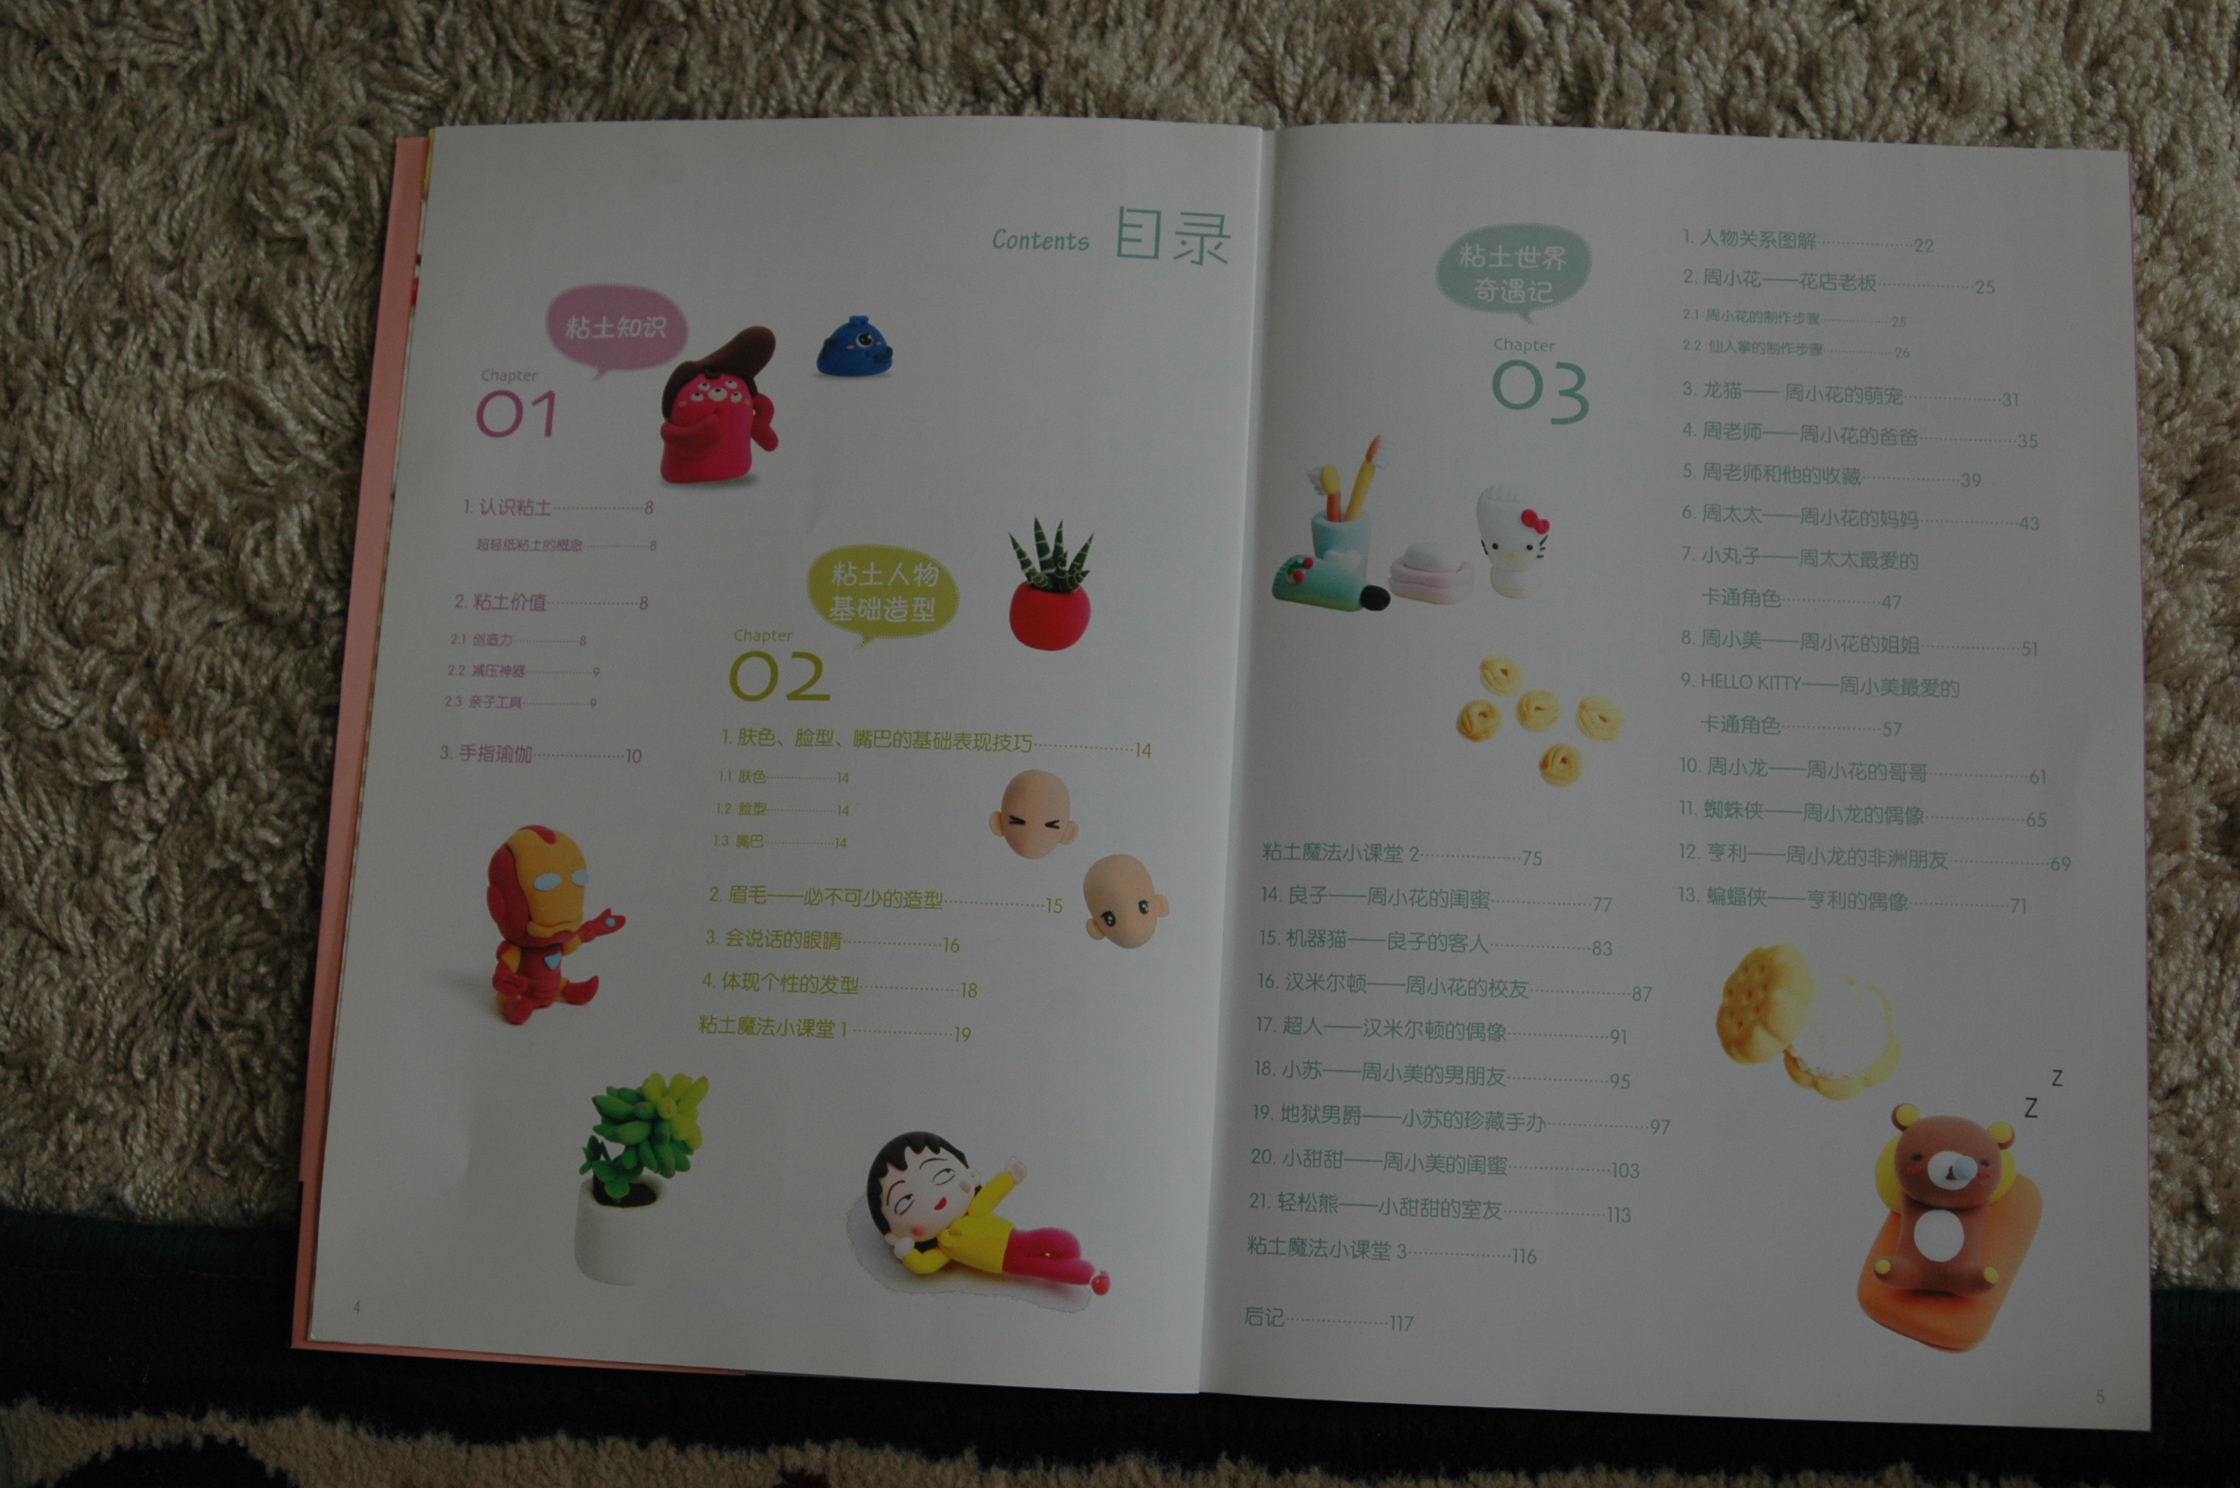 Contents 目录
粘土知识
Chapter
01
1. 认识粘土············8
超轻纸粘土的概念············8
2. 粘土价值············8
2.1 创造力············8
2.2 减压神器············9
2.3 亲子工具············9
3. 手指瑜伽············10
粘土人物
基础造型
Chapter
02
1. 肤色、脸型、嘴巴的基础表现技巧············14
1.1 肤色············14
1.2 脸型············14
1.3 嘴巴············14
2. 眉毛——必不可少的造型············15
3. 会说话的眼睛············16
4. 体现个性的发型············18
粘土魔法小课堂 1············19
4
粘土世界
奇遇记
Chapter
03
1. 人物关系图解············22
2. 周小花——花店老板············25
2.1 周小花的制作步骤············25
2.2 仙人掌的制作步骤············26
3. 龙猫——周小花的萌宠············31
4. 周老师——周小花的爸爸············35
5. 周老师和他的收藏············39
6. 周太太——周小花的妈妈············43
7. 小丸子——周太太最爱的
卡通角色············47
8. 周小美——周小花的姐姐············51
9. HELLO KITTY——周小美最爱的
卡通角色············57
10. 周小龙——周小花的哥哥············61
11. 蜘蛛侠——周小龙的偶像············65
12. 亨利——周小龙的非洲朋友············69
13. 蝙蝠侠——亨利的偶像············71
粘土魔法小课堂 2············75
14. 良子——周小花的闺蜜············77
15. 机器猫——良子的客人············83
16. 汉米尔顿——周小花的校友············87
17. 超人——汉米尔顿的偶像············91
18. 小苏——周小美的男朋友············95
19. 地狱男爵——小苏的珍藏手办············97
20. 小甜甜——周小美的闺蜜············103
21. 轻松熊——小甜甜的室友············113
粘土魔法小课堂 3············116
后记············117
Z
Z
5